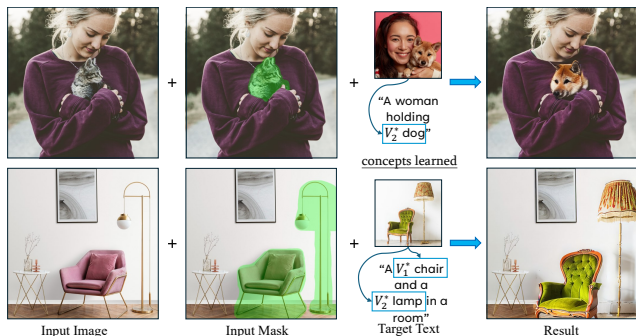 +
+
"A woman
holding
V₂* dog"
concepts learned
+
+
"A V₁* chair
and a
V₂* lamp in a
room"
Input Image
Input Mask
Target Text
Result